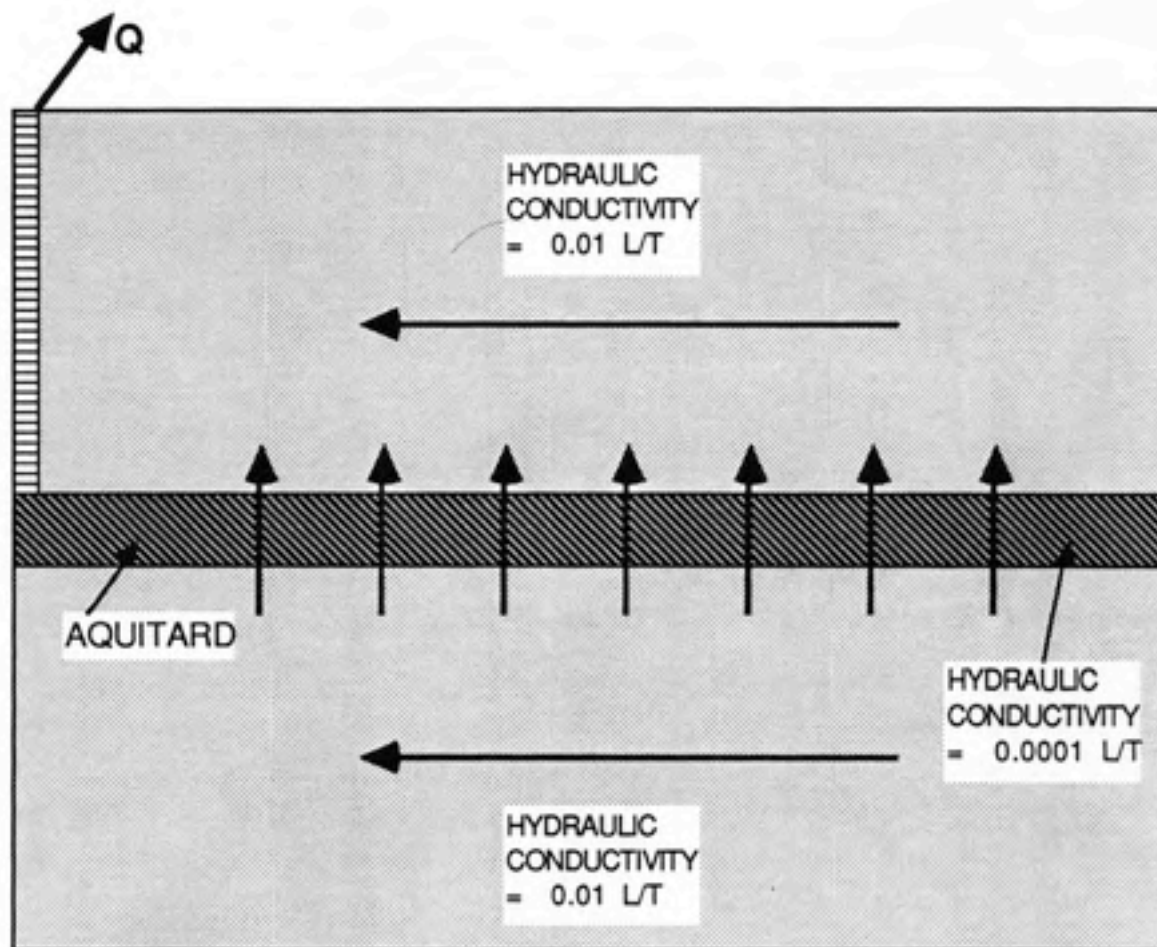 Q
HYDRAULIC
CONDUCTIVITY
= 0.01 L/T
AQUITARD
HYDRAULIC
CONDUCTIVITY
= 0.0001 L/T
HYDRAULIC
CONDUCTIVITY
= 0.01 L/T